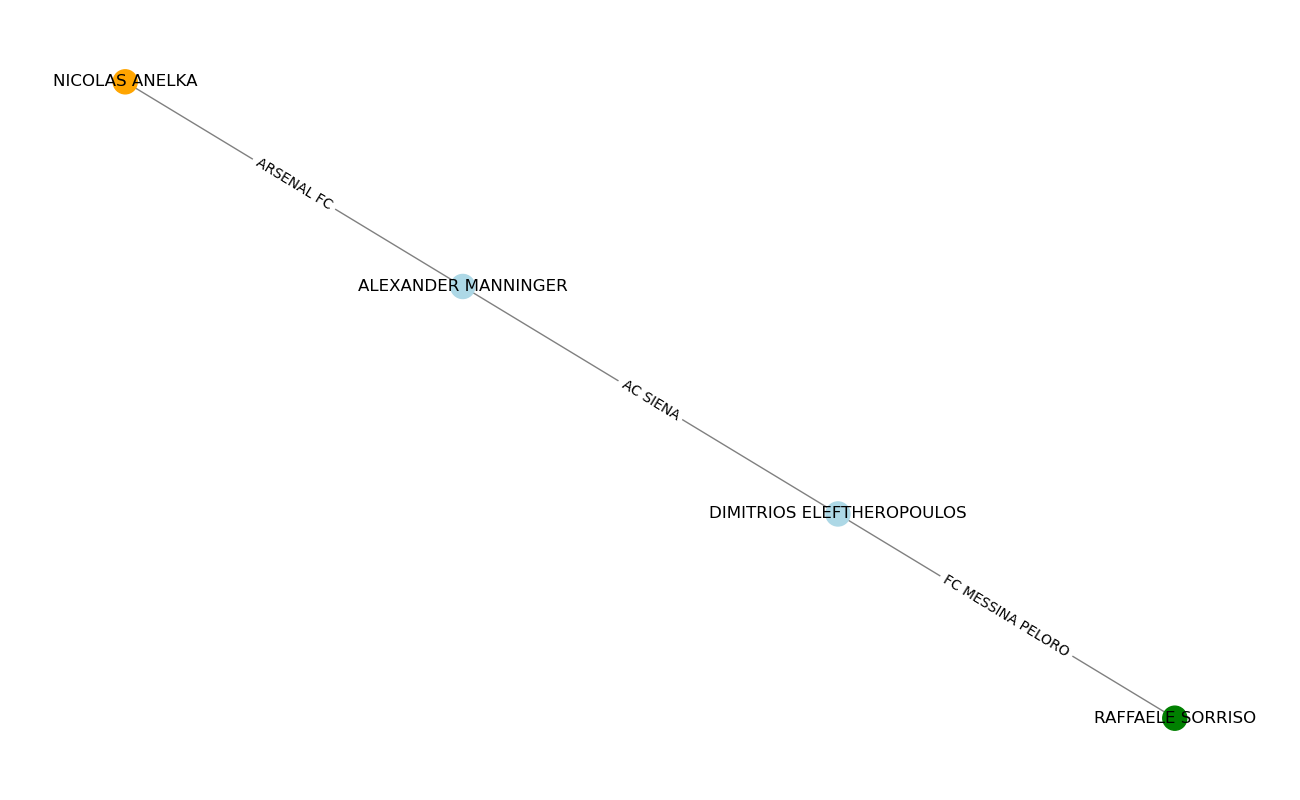 NICOLAS ANELKA
ARSENAL FC
ALEXANDER MANNINGER
AC SIENA
DIMITRIOS ELEFTHEROPOULOS
FC MESSINA PELORO
RAFFAELE SORRISO